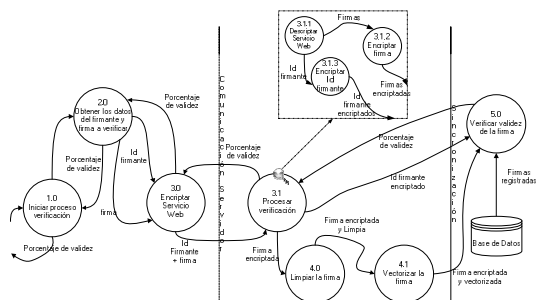 Firmas
3.1.1
Descriptar
Servicio
Web
3.1.2
Encriptar
firma
Id
firmante
3.1.3
Encriptar
Id
firmante
Firmas
encriptadas
Id
firmante
encriptados
Porcentaje
de validez
2.0
Obtener los datos
del firmante y
firma a verificar
Comunicación Servidor
Sincronización
5.0
Verificar validez
de la firma
Porcentaje
de validez
Id
firmante
Porcentaje
de validez
Porcentaje
de validez
Firmas
registradas
3.0
Encriptar
Servicio
Web
3.1
Procesar
verificación
Id firmante
encriptado
1.0
Iniciar proceso
verificación
firma
Firma encriptada
y Limpia
Base de Datos
Porcentaje de validez
Id
Firmante
+ firma
Firma
encriptada
4.0
Limpiar la firma
4.1
Vectorizar la
firma
Firma encriptada
y vectorizada